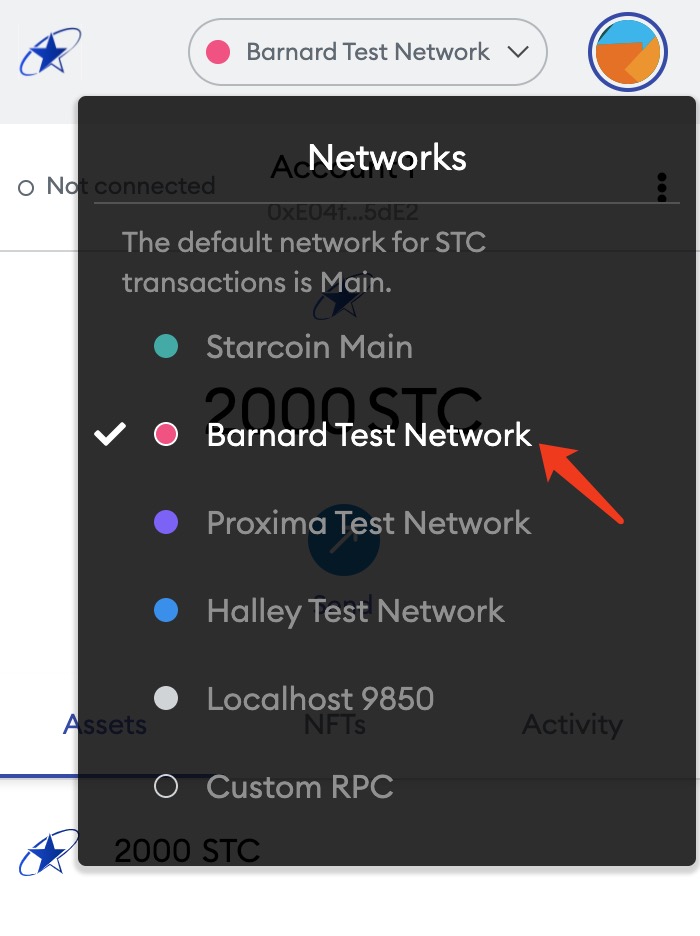 Barnard Test Network
Networks
Account 1
Not connected
0xE04f...5dE2
The default network for STC
transactions is Main.
Starcoin Main
2000 STC
Barnard Test Network
Proxima Test Network
Send
Halley Test Network
Localhost 9850
Assets
NFTs
Activity
Custom RPC
2000 STC